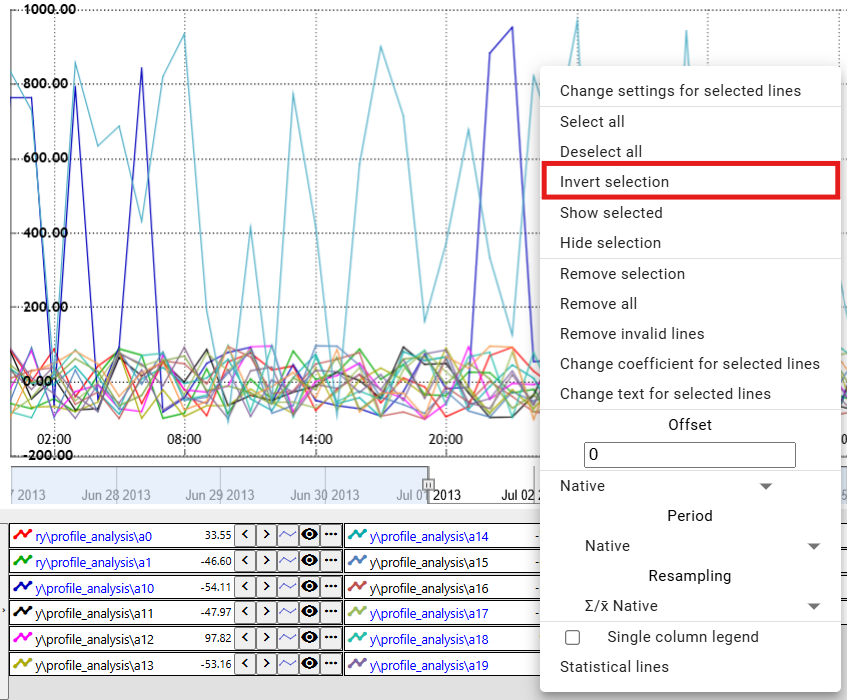 1000.00
800.00
600.00
400.00
200.00
0.00
-200.00
02:00
08:00
14:00
20:00
7 2013
Jun 28 2013
Jun 29 2013
Jun 30 2013
Jul 01 2013
Jul 02
Change settings for selected lines
Select all
Deselect all
Invert selection
Show selected
Hide selection
Remove selection
Remove all
Remove invalid lines
Change coefficient for selected lines
Change text for selected lines
Offset
0
Native
Period
Native
Resampling
Σ/x̄ Native
Single column legend
Statistical lines
ry\profile_analysis\a0 33.55 < > ••• y\profile_analysis\a14
ry\profile_analysis\a1 -46.60 < > ••• y\profile_analysis\a15
y\profile_analysis\a10 -54.11 < > ••• y\profile_analysis\a16
y\profile_analysis\a11 -47.97 < > ••• y\profile_analysis\a17
y\profile_analysis\a12 97.82 < > ••• y\profile_analysis\a18
y\profile_analysis\a13 -53.16 < > ••• y\profile_analysis\a19